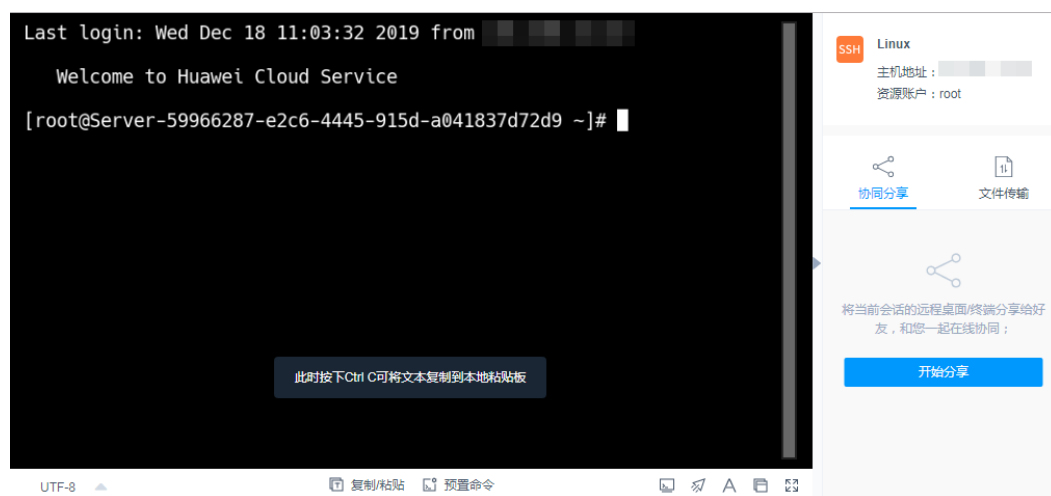 Last login: Wed Dec 18 11:03:32 2019 from
Welcome to Huawei Cloud Service
[root@Server-59966287-e2c6-4445-915d-a041837d72d9 ~]#
此时按下Ctrl C可将文本复制到本地粘贴板
UTF-8
复制/粘贴
预置命令
SSH
Linux
主机地址：
资源账户：root
协同分享
文件传输
将当前会话的远程桌面/终端分享给好
友，和您一起在线协同；
开始分享